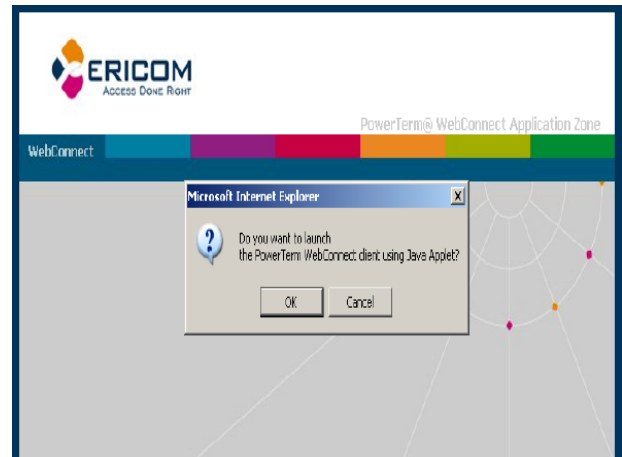 ERICOM
ACCESS DONE RIGHT
PowerTerm® WebConnect Application Zone
WebConnect
Microsoft Internet Explorer
Do you want to launch
the PowerTerm WebConnect client using Java Applet?
OK
Cancel